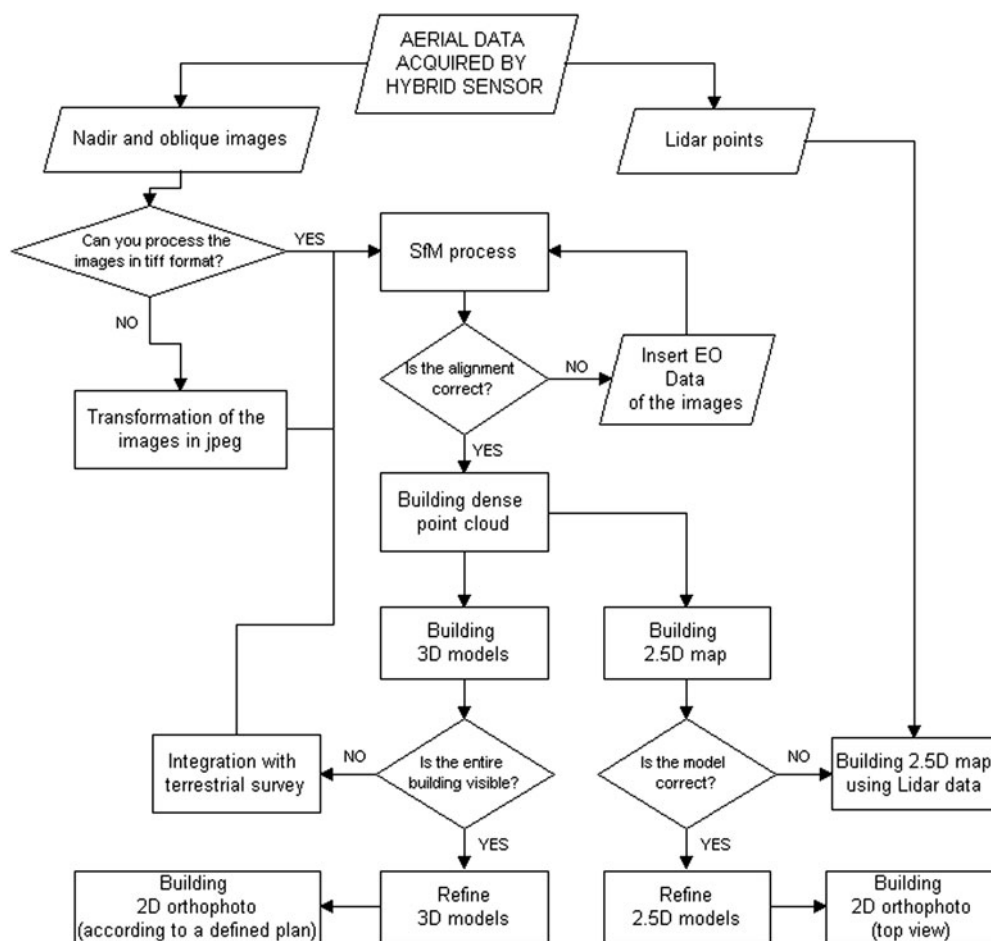 AERIAL DATA
ACQUIRED BY
HYBRID SENSOR
Nadir and oblique images
Lidar points
Can you process the
images in tiff format?
YES
NO
SfM process
Is the alignment
correct?
NO
YES
Insert EO
Data
of the images
Transformation of the
images in jpeg
Building dense
point cloud
Building
3D models
Building
2.5D map
Integration with
terrestrial survey
NO
Is the entire
building visible?
YES
Is the model
correct?
NO
YES
Building 2.5D map
using Lidar data
Building
2D orthophoto
(according to a defined plan)
Refine
3D models
Refine
2.5D models
Building
2D orthophoto
(top view)